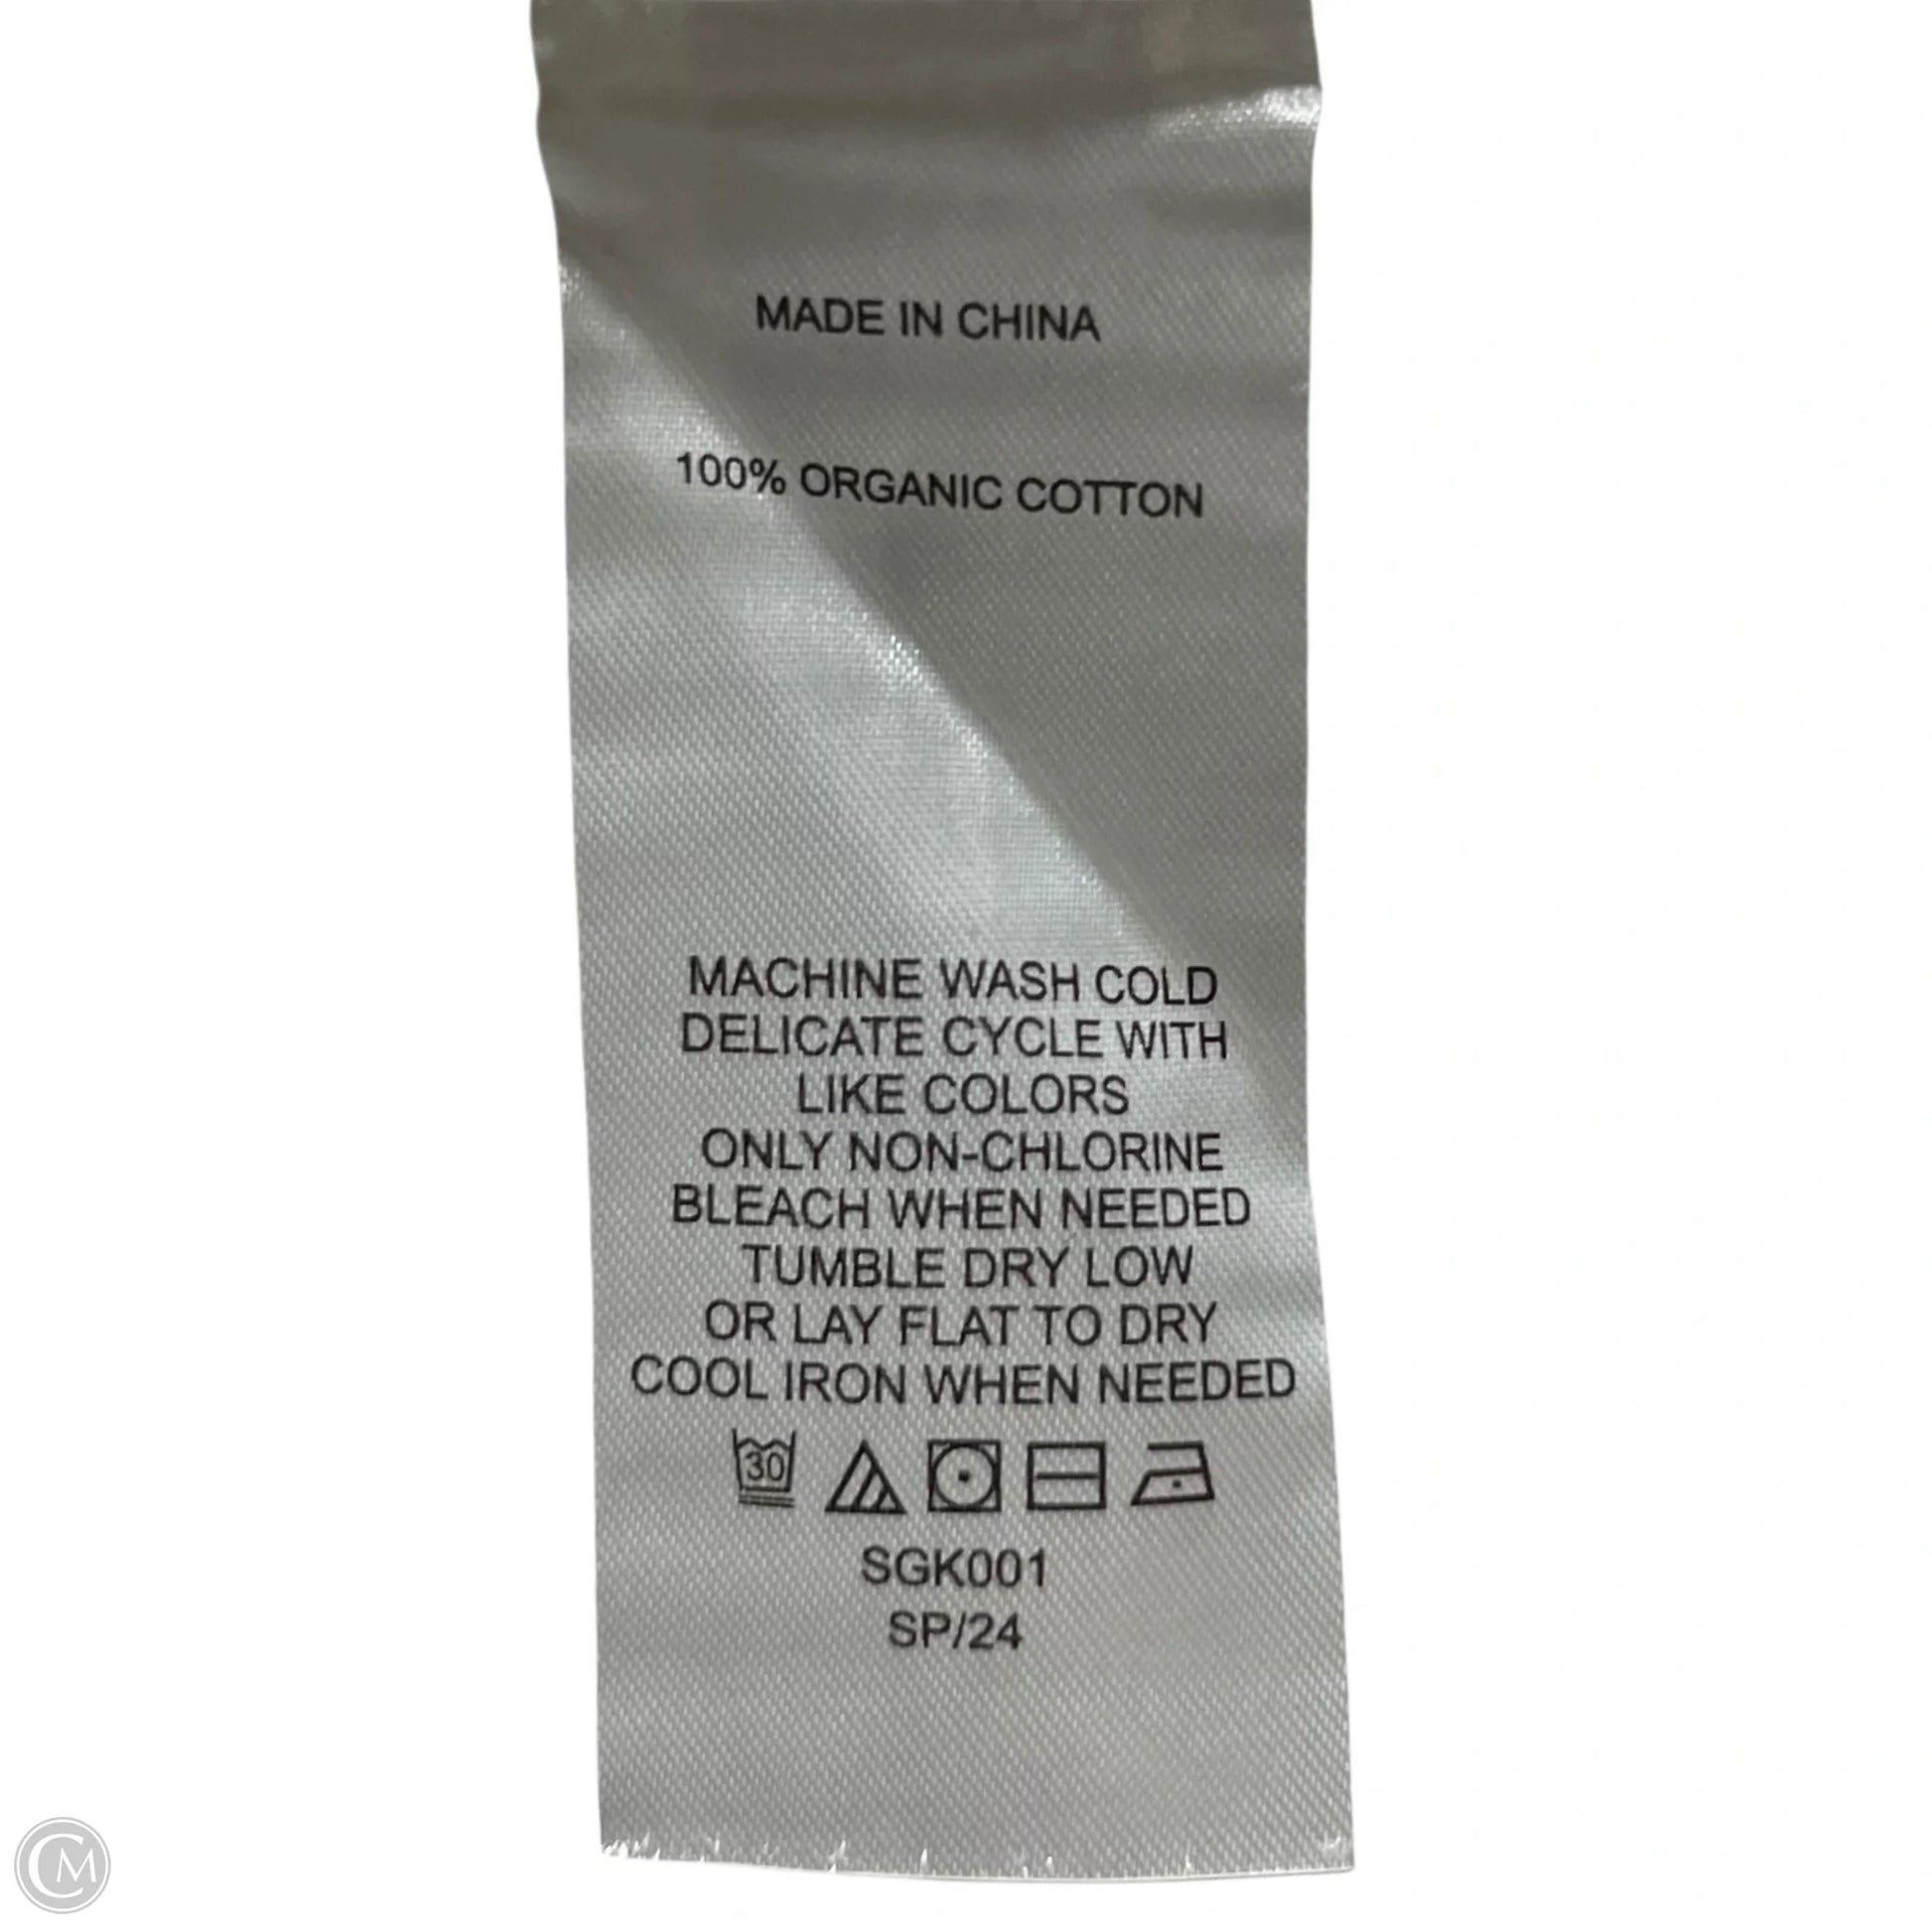 MADE IN CHINA
100% ORGANIC COTTON
MACHINE WASH COLD
DELICATE CYCLE WITH
LIKE COLORS
ONLY NON-CHLORINE
BLEACH WHEN NEEDED
TUMBLE DRY LOW
OR LAY FLAT TO DRY
COOL IRON WHEN NEEDED
30
SGK001
SP/24
CM